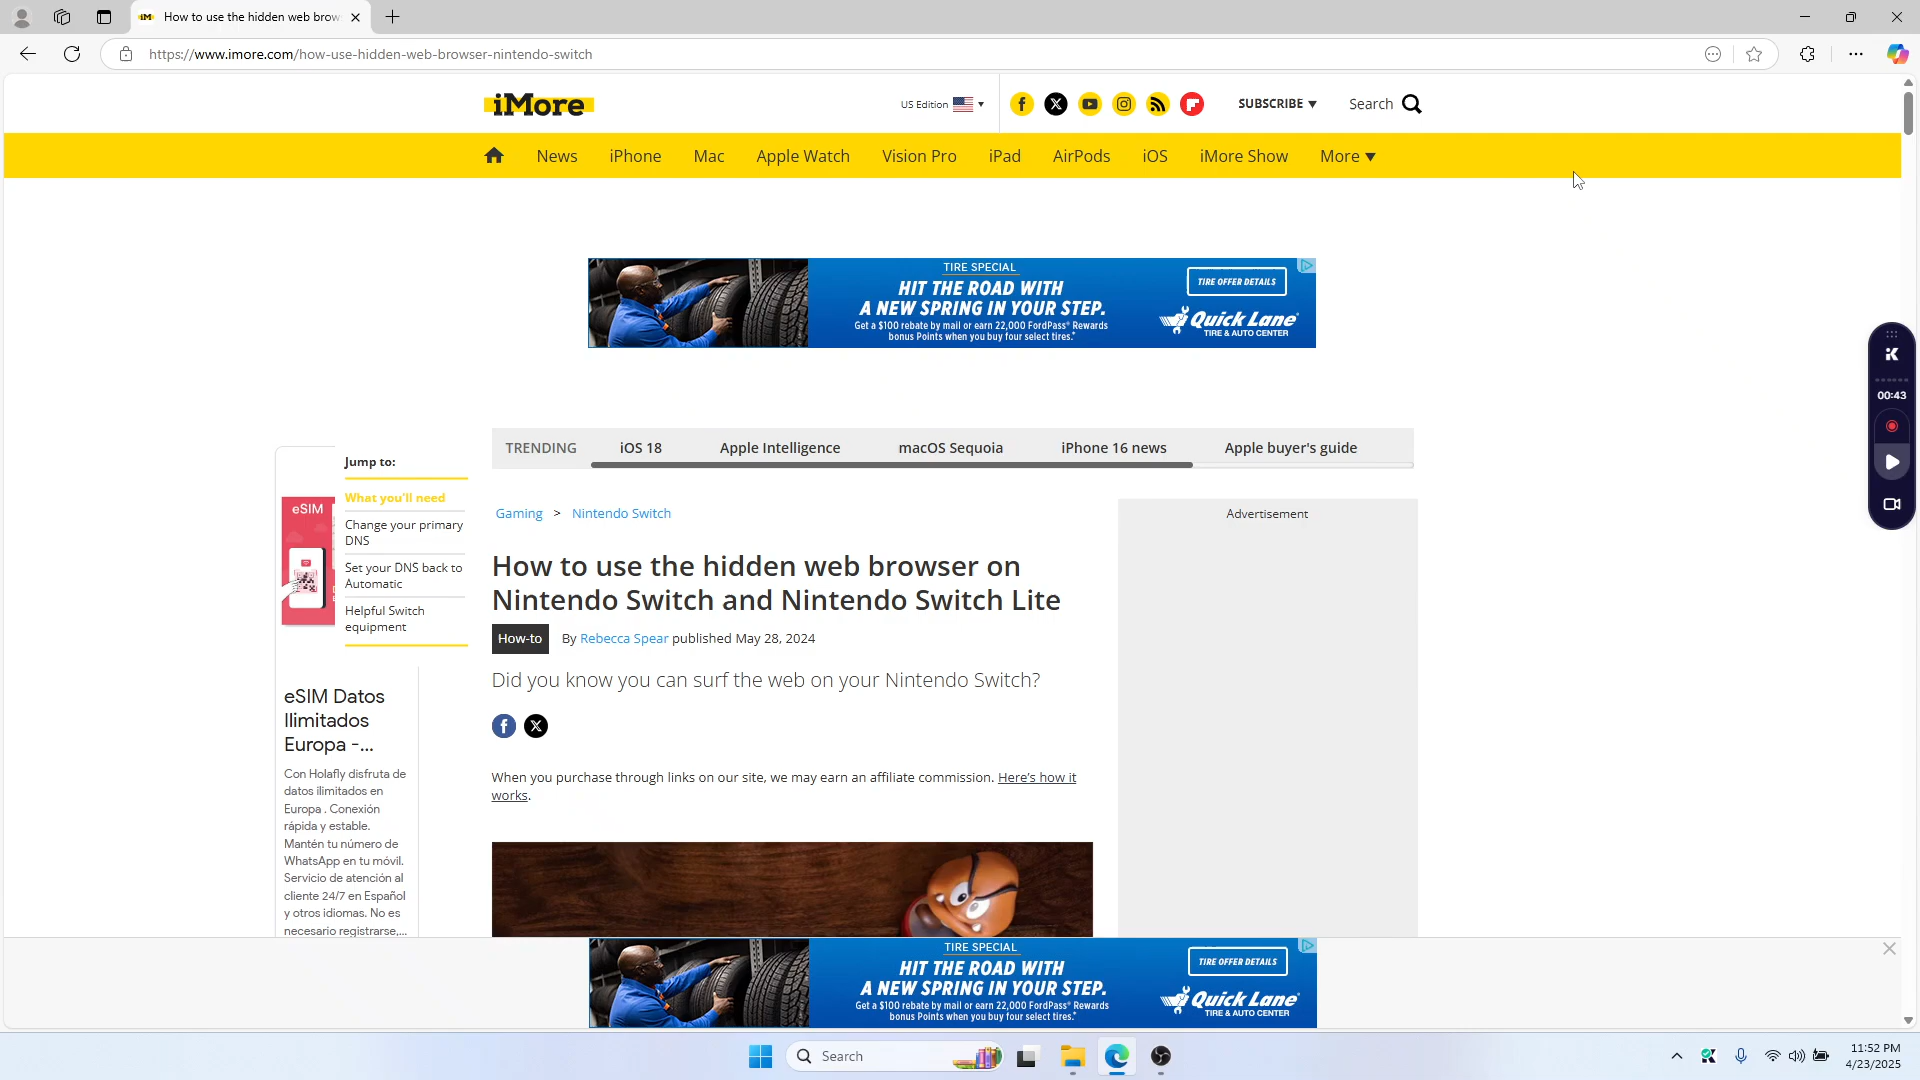 How to use the hidden web brow
https://www.imore.com/how-use-hidden-web-browser-nintendo-switch
iMore
US Edition
SUBSCRIBE
Search
News
iPhone
Mac
Apple Watch
Vision Pro
iPad
AirPods
iOS
iMore Show
More
TIRE SPECIAL
HIT THE ROAD WITH
A NEW SPRING IN YOUR STEP.
Get a $100 rebate by mail or earn 22,000 FordPass® Rewards
bonus Points when you buy four select tires.*
TIRE OFFER DETAILS
Quick Lane
TIRE & AUTO CENTER
00:43
TRENDING
iOS 18
Apple Intelligence
macOS Sequoia
iPhone 16 news
Apple buyer's guide
Jump to:
What you'll need
Change your primary
DNS
Set your DNS back to
Automatic
Helpful Switch
equipment
eSIM
eSIM Datos
Ilimitados
Europa -...
Con Holafly disfruta de
datos ilimitados en
Europa . Conexión
rápida y estable.
Mantén tu número de
WhatsApp en tu móvil.
Servicio de atención al
cliente 24/7 en Español
y otros idiomas. No es
necesario registrarse,...
Gaming > Nintendo Switch
How to use the hidden web browser on
Nintendo Switch and Nintendo Switch Lite
How-to
By Rebecca Spear published May 28, 2024
Did you know you can surf the web on your Nintendo Switch?
When you purchase through links on our site, we may earn an affiliate commission. Here's how it
works.
Advertisement
TIRE SPECIAL
HIT THE ROAD WITH
A NEW SPRING IN YOUR STEP.
Get a $100 rebate by mail or earn 22,000 FordPass® Rewards
bonus Points when you buy four select tires.*
TIRE OFFER DETAILS
Quick Lane
TIRE & AUTO CENTER
Search
11:52 PM
4/23/2025